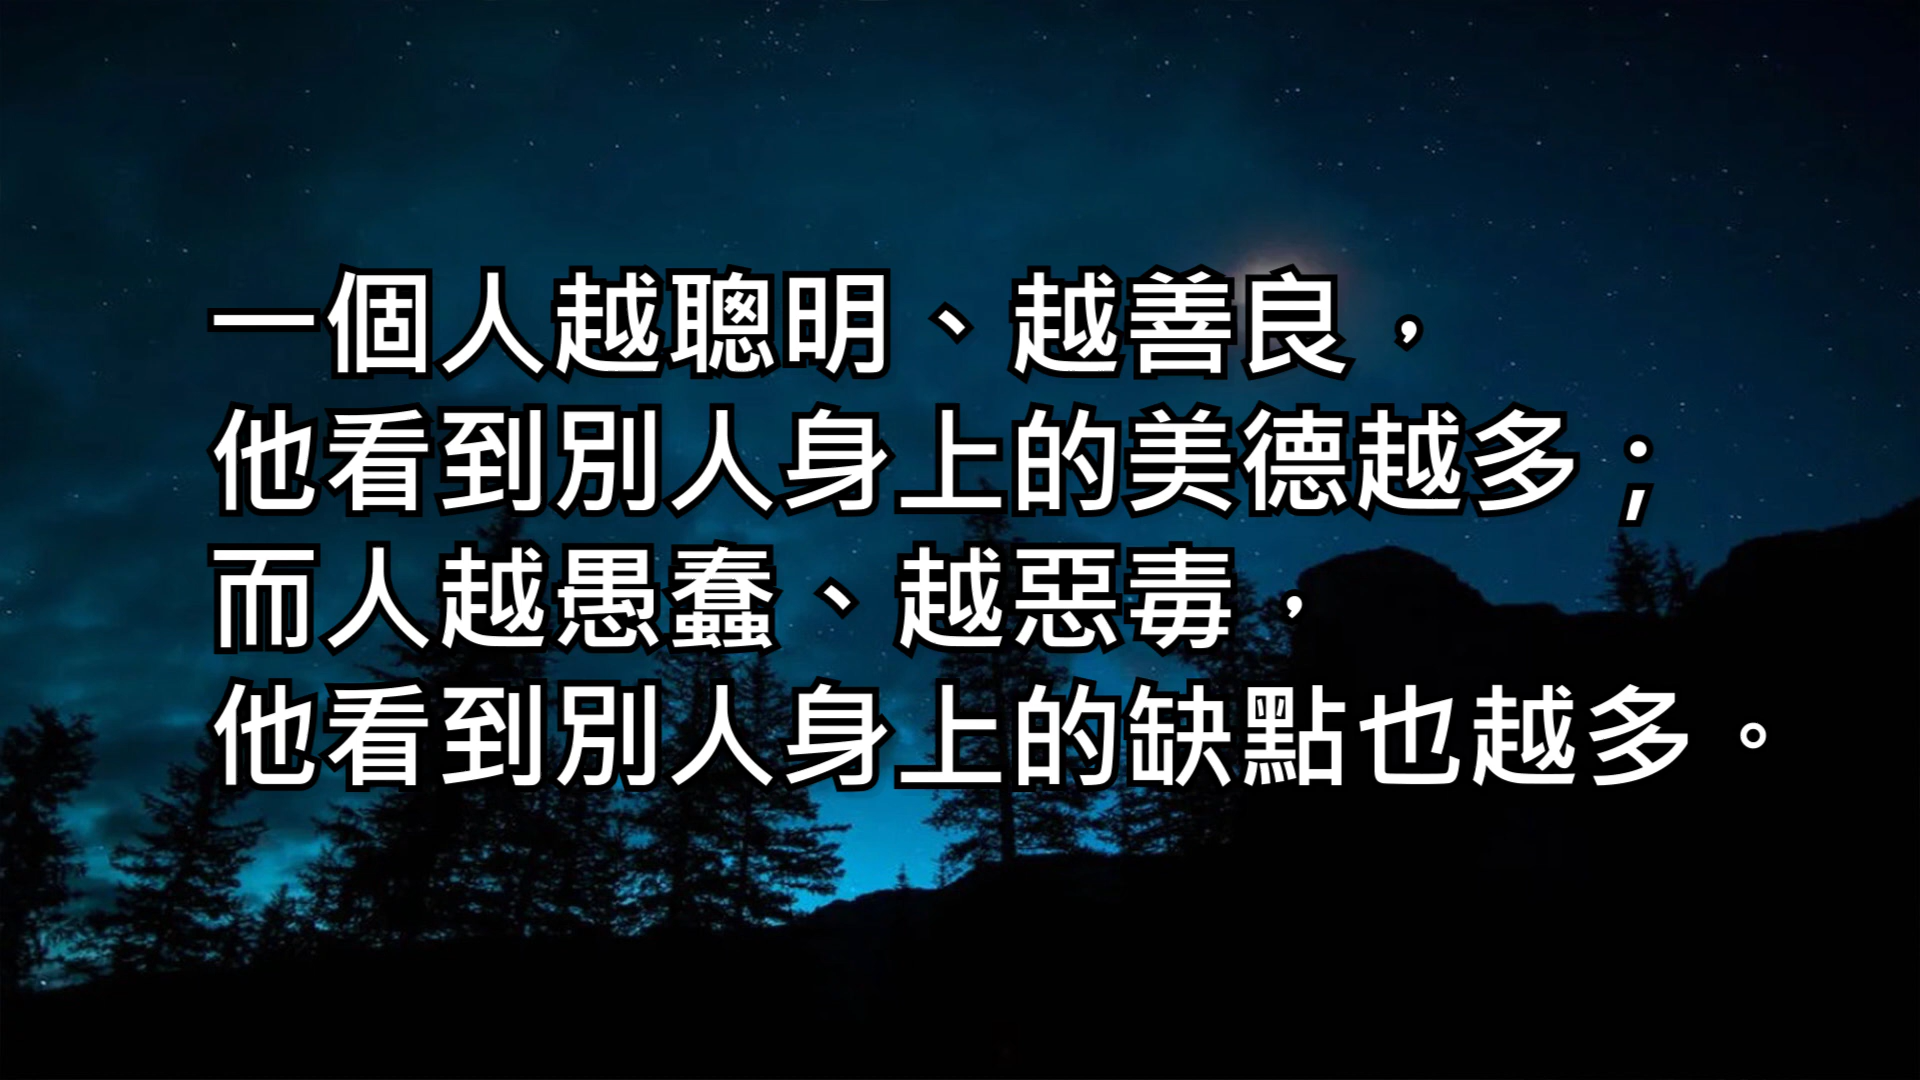 一個人越聰明、越善良，
他看到別人身上的美德越多；
而人越愚蠢、越惡毒，
他看到別人身上的缺點也越多。